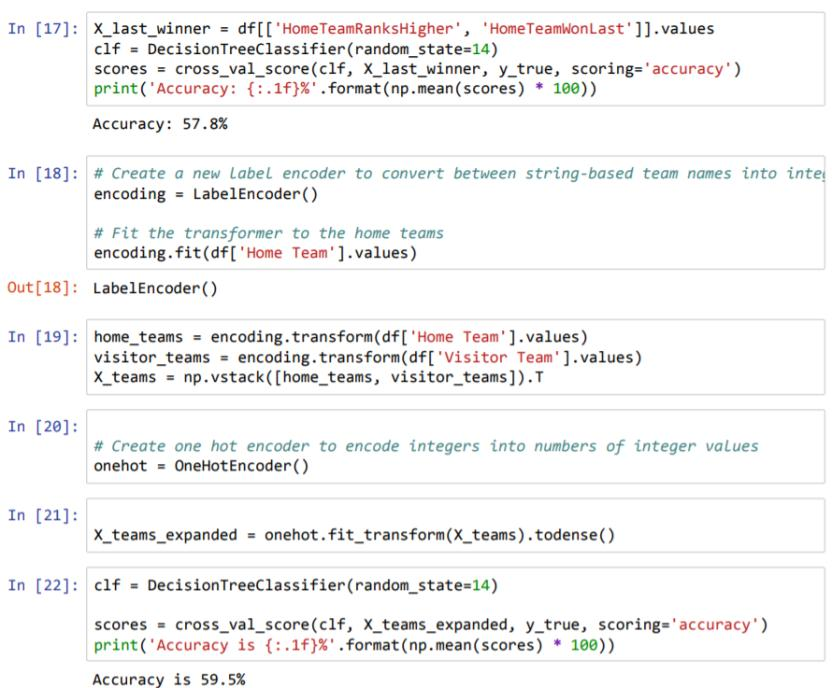 In [17]: X_last_winner = df[['HomeTeamRanksHigher', 'HomeTeamWonLast']].values
clf = DecisionTreeClassifier(random_state=14)
scores = cross_val_score(clf, X_last_winner, y_true, scoring='accuracy')
print('Accuracy: {:.1f}%'.format(np.mean(scores) * 100))
Accuracy: 57.8%
In [18]: # Create a new label encoder to convert between string-based team names into
encoding = LabelEncoder()
# Fit the transformer to the home teams
encoding.fit(df['Home Team'].values)
Out[18]: LabelEncoder()
In [19]: home_teams = encoding.transform(df['Home Team'].values)
visitor_teams = encoding.transform(df['Visitor Team'].values)
X_teams = np.vstack([home_teams, visitor_teams]).T
In [20]:
# Create one hot encoder to encode integers into numbers of integer values
onehot = OneHotEncoder()
In [21]:
X_teams_expanded = onehot.fit_transform(X_teams).todense()
In [22]: clf = DecisionTreeClassifier(random_state=14)
scores = cross_val_score(clf, X_teams_expanded, y_true, scoring='accuracy')
print('Accuracy is {:.1f}%'.format(np.mean(scores) * 100))
Accuracy is 59.5%